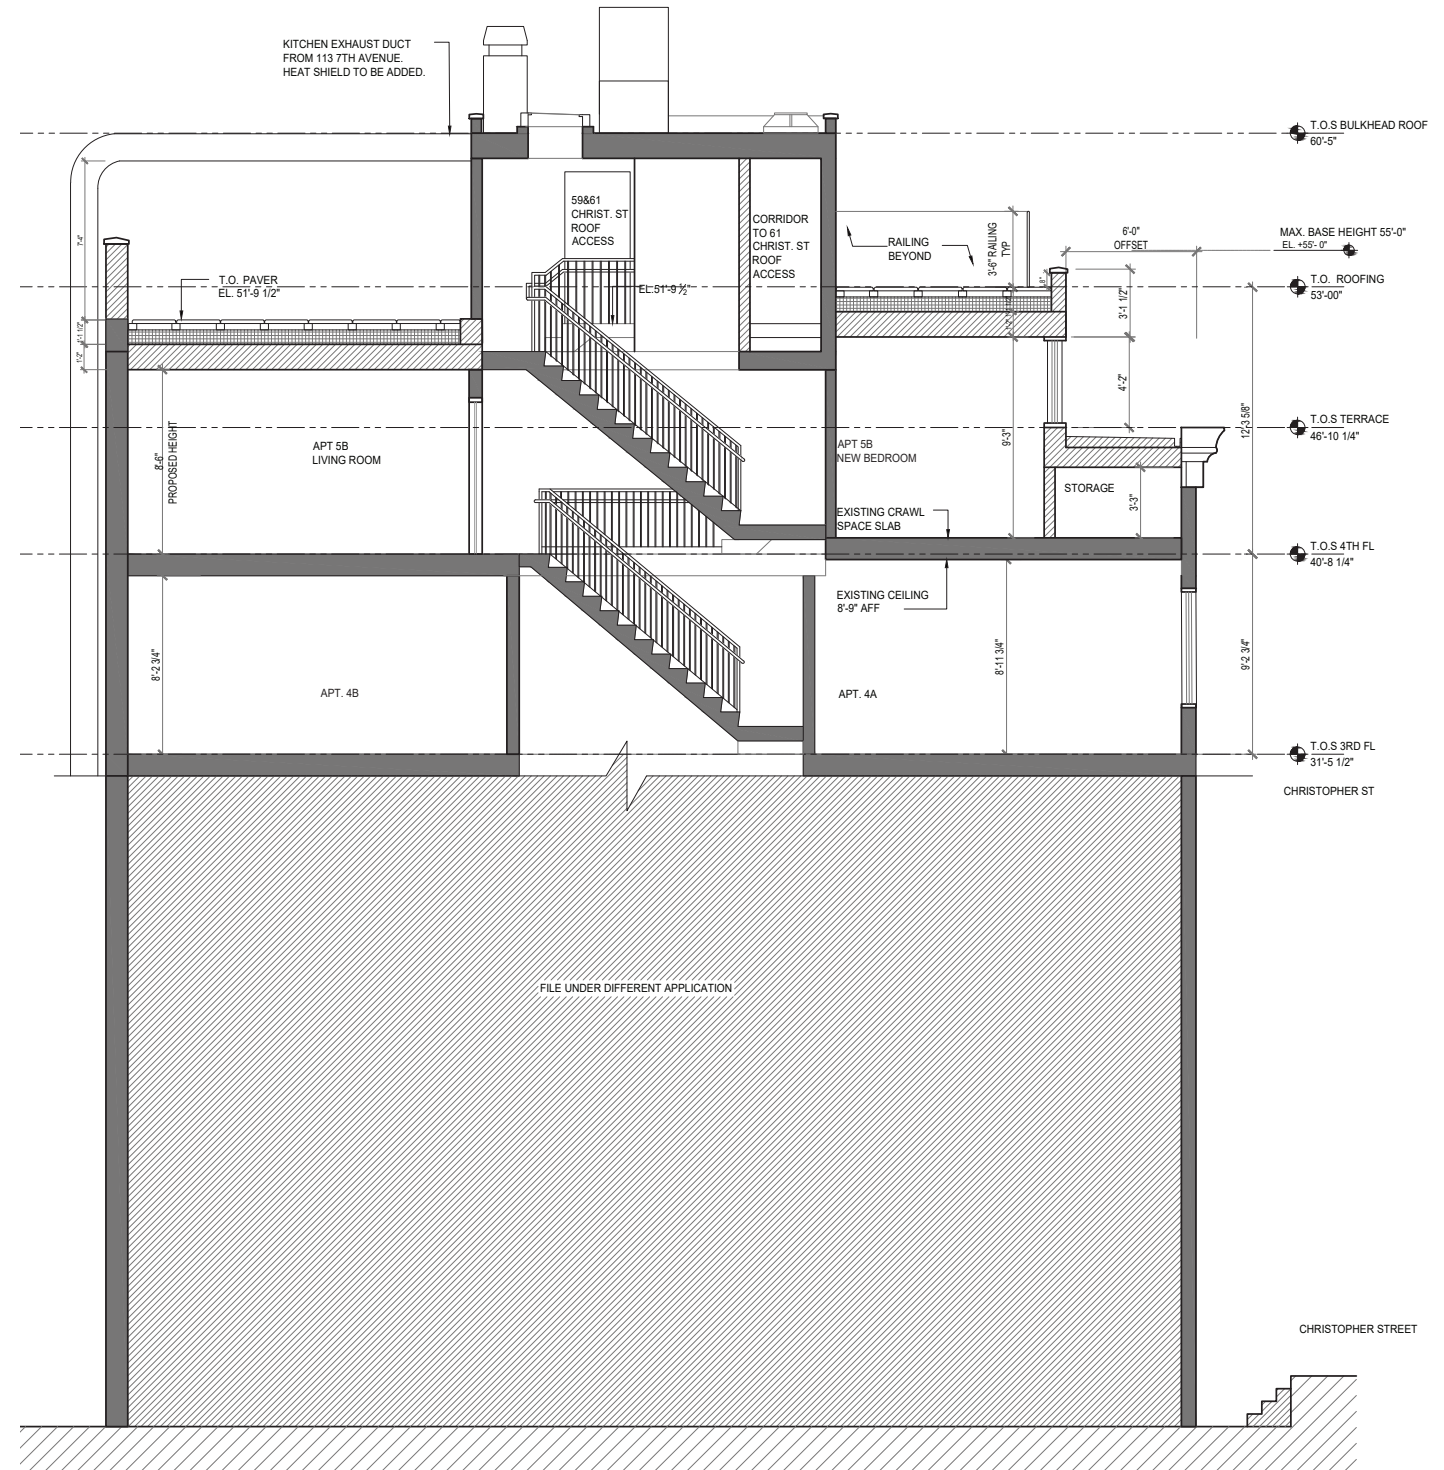 KITCHEN EXHAUST DUCT
FROM 113 7TH AVENUE.
HEAT SHIELD TO BE ADDED.
T.O.S BULKHEAD ROOF
60'-5"
59&61
CHRIST. ST
ROOF
ACCESS
CORRIDOR
TO 61
CHRIST. ST
ROOF
ACCESS
RAILING
BEYOND
3'-6" RAILING
TYP
6'-0"
OFFSET
MAX. BASE HEIGHT 55'-0"
EL. +55'- 0"
7'-4"
T.O. PAVER
EL. 51'-9 1/2"
EL.51'-9 ½"
T.O. ROOFING
53'-00"
3'-1 1/2"
1'-1 1/2"
1'-2"
4'-2"
8'-6"
PROPOSED HEIGHT
APT 5B
LIVING ROOM
APT 5B
NEW BEDROOM
9'-3"
12'-3 5/8"
T.O.S TERRACE
46'-10 1/4"
STORAGE
3'-3"
EXISTING CRAWL
SPACE SLAB
T.O.S 4TH FL
40'-8 1/4"
EXISTING CEILING
8'-9" AFF
8'-2 3/4"
APT. 4B
APT. 4A
8'-11 3/4"
9'-2 3/4"
T.O.S 3RD FL
31'-5 1/2"
CHRISTOPHER ST
FILE UNDER DIFFERENT APPLICATION
CHRISTOPHER STREET